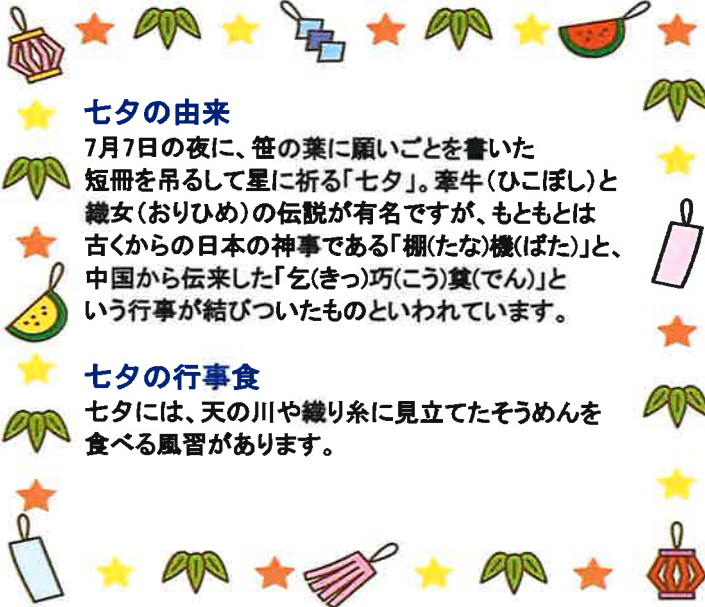 七夕の由来
7月7日の夜に、笹の葉に願いごとを書いた
短冊を吊るして星に祈る「七夕」。牽牛(ひこぼし)と
織女(おりひめ)の伝説が有名ですが、もともとは
古くからの日本の神事である「棚(たな)機(ばた)」と、
中国から伝来した「乞(きっ)巧(こう)奠(でん)」と
いう行事が結びついたものといわれています。
七夕の行事食
七夕には、天の川や織り糸に見立てたそうめんを
食べる風習があります。